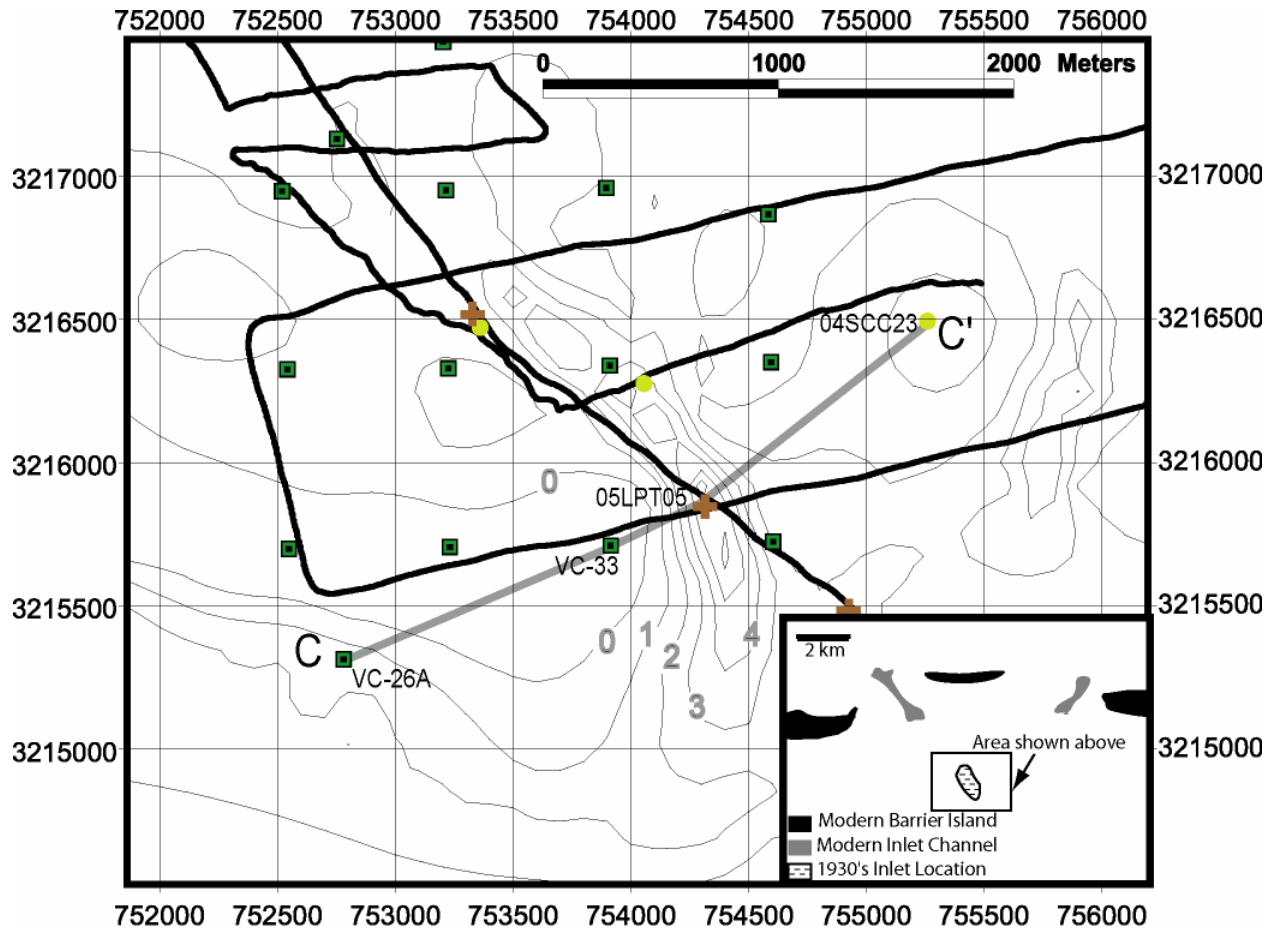 752000 752500 753000 753500 754000 754500 755000 755500 756000
0 1000 2000 Meters
3217000 3217000
3216500 04SCC23 C' 3216500
3216000 0 3216000
05LPT05
VC-33
3215500 0 1 2 4 3215500
C
VC-26A
3
3215000 3215000
2 km
Area shown above
Modern Barrier Island
Modern Inlet Channel
1930's Inlet Location
752000 752500 753000 753500 754000 754500 755000 755500 756000